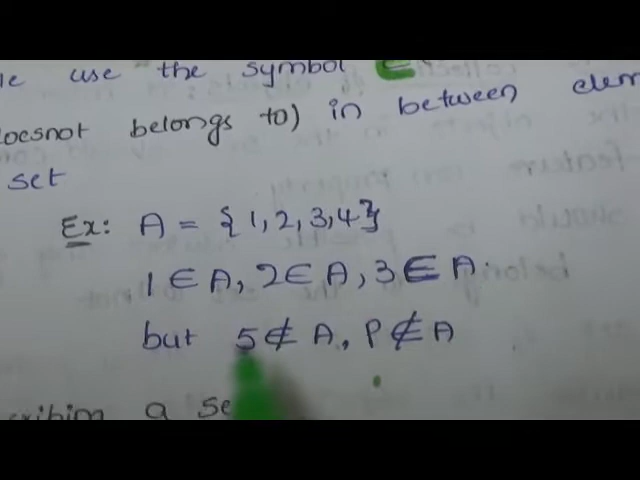 use the symbol ∈
doesnot belongs to) in between elem
set
Ex: A = {1, 2, 3, 4}
1 ∈ A, 2 ∈ A, 3 ∈ A.
but 5 ∉ A, P ∉ A
a se